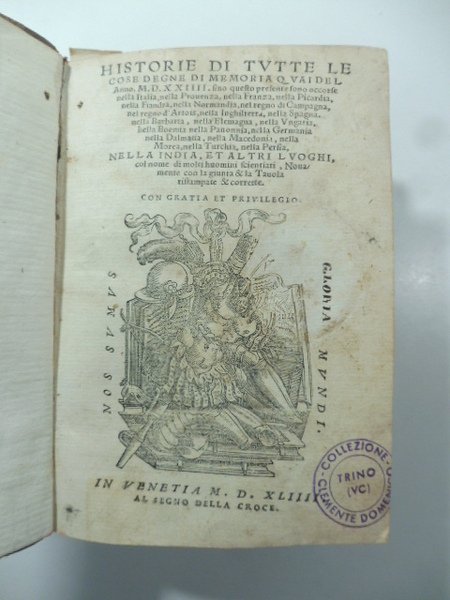 HISTORIE DI TVTTE LE
COSE DEGNE DI MEMORIA QVAI DEL
Anno. M. D. XXIIII. sino questo presente sono occorse
nella Italia, nella Prouenza, nella Franza, nella Picardia,
nella Fiandra, nella Normandia, nel regno di Campagna,
nel regno d'Artois, nella Inghilterra, nella Spagna,
nella Barbaria, nella Elemagna, nella Vngaria,
nella Boemia nella Pannonia, nella Germania
nella Dalmatia, nella Macedonia, nella
Morea, nella Turchia, nella Persia,
NELLA INDIA, ET ALTRI LVOGHI,
col nome di molti huomini scientiati, Noua-
mente con la giunta & la Tauola
ristampate & corrette.
CON GRATIA ET PRIVILEGIO.
NOS SVMVS
GLORIA MVNDI.
IN VENETIA M. D. XLIIII
AL SEGNO DELLA CROCE.
COLLEZIONE
TRINO
(VC)
CLEMENTE DOMENICO